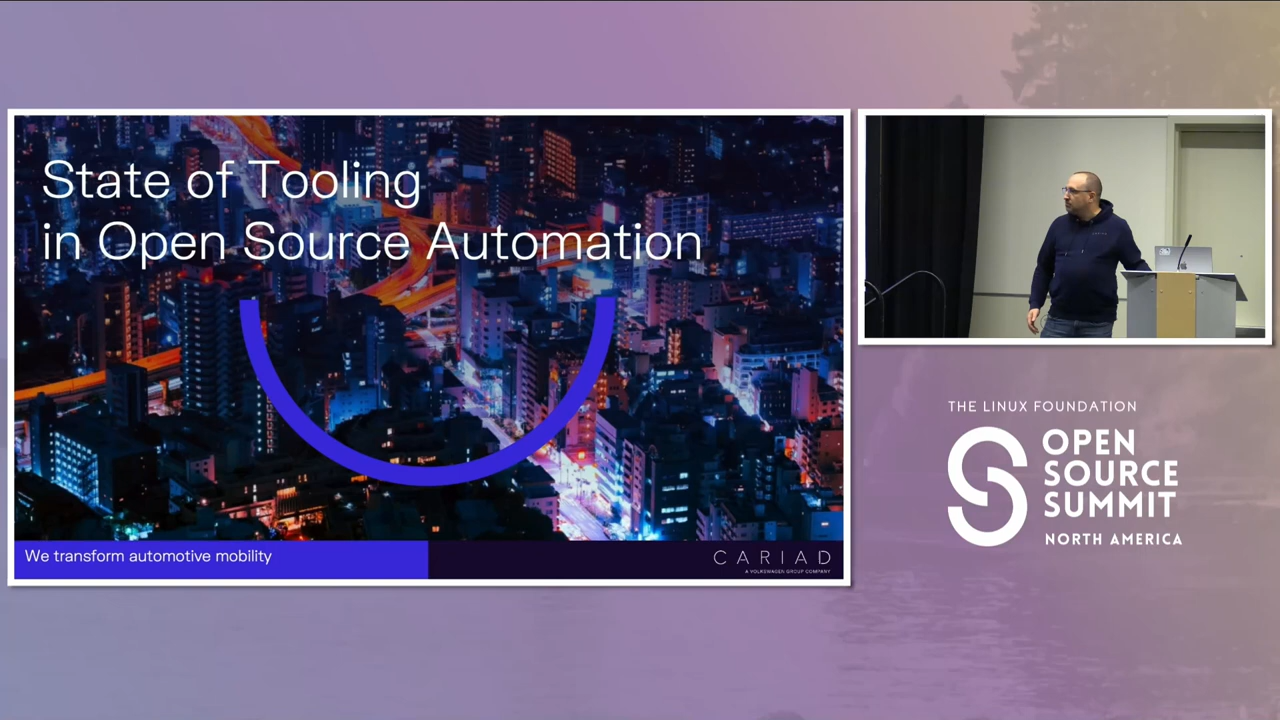 State of Tooling
in Open Source Automation
We transform automotive mobility
CARIAD
A VOLKSWAGEN GROUP COMPANY
THE LINUX FOUNDATION
OPEN
SOURCE
SUMMIT
NORTH AMERICA